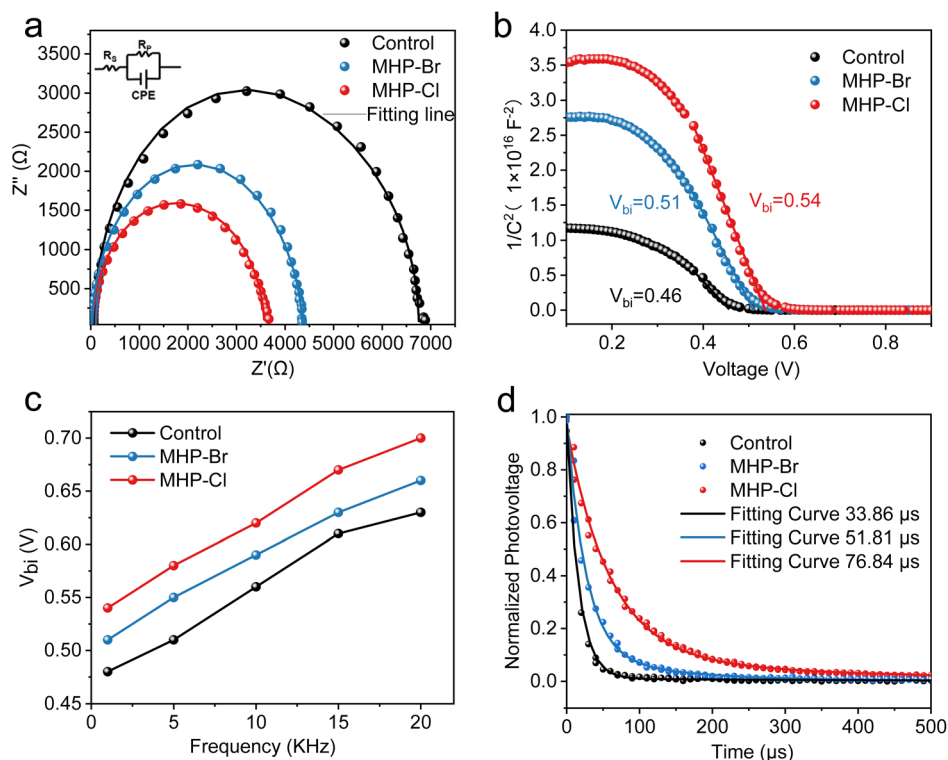 a
R_S
R_P
CPE
Control
MHP-Br
MHP-Cl
Fitting line
Z'' (Ω)
3500
3000
2500
2000
1500
1000
500
0 1000 2000 3000 4000 5000 6000 7000
Z'(Ω)
b
Control
MHP-Br
MHP-Cl
1/C² ( 1×10¹⁶ F⁻²)
4.0
3.5
3.0
2.5
2.0
1.5
1.0
0.5
0.0
V_bi=0.51
V_bi=0.54
V_bi=0.46
0.2 0.4 0.6 0.8
Voltage (V)
c
Control
MHP-Br
MHP-Cl
V_bi (V)
0.70
0.65
0.60
0.55
0.50
0.45
0 5 10 15 20
Frequency (KHz)
d
Control
MHP-Br
MHP-Cl
Fitting Curve 33.86 μs
Fitting Curve 51.81 μs
Fitting Curve 76.84 μs
Normalized Photovoltage
1.0
0.8
0.6
0.4
0.2
0.0
0 100 200 300 400 500
Time (μs)